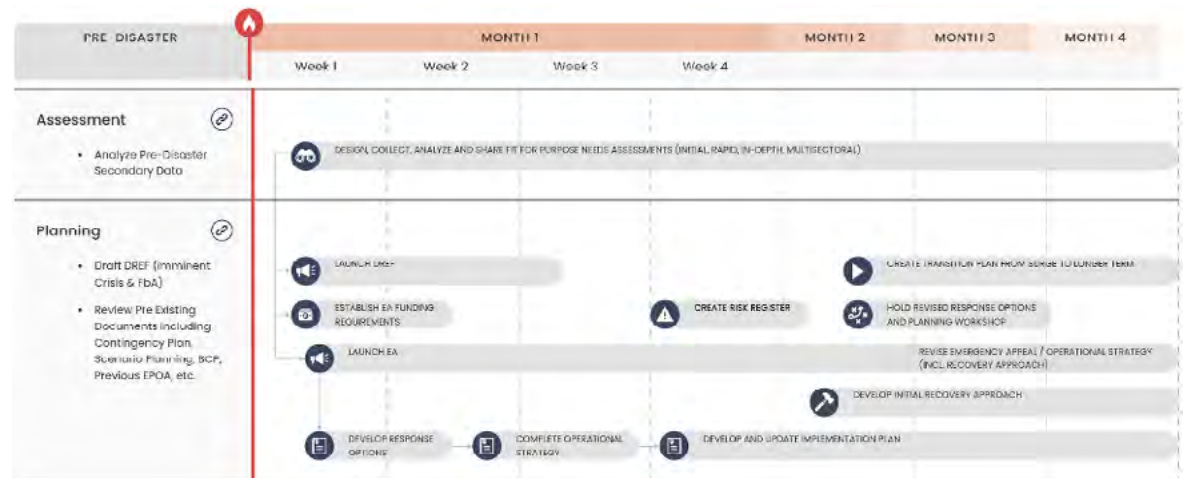 PRE DISASTER
MONTH 1
MONTH 2
MONTH 3
MONTH 4
Week 1
Week 2
Week 3
Week 4
Assessment
• Analyze Pre-Disaster
Secondary Data
DESIGN, COLLECT, ANALYZE AND SHARE FIT FOR PURPOSE NEEDS ASSESSMENTS (INITIAL, RAPID, IN-DEPTH, MULTISECTORAL)
Planning
• Draft DREF (Imminent
Crisis & FbA)
• Review Pre Existing
Documents including
Contingency Plan,
Scenario Planning, BCP,
Previous EPOA, etc.
LAUNCH DREF
CREATE TRANSITION PLAN FROM SURGE TO LONGER TERM
ESTABLISH EA FUNDING
REQUIREMENTS
CREATE RISK REGISTER
HOLD REVISED RESPONSE OPTIONS
AND PLANNING WORKSHOP
LAUNCH EA
REVISE EMERGENCY APPEAL / OPERATIONAL STRATEGY
(INCL. RECOVERY APPROACH)
DEVELOP INITIAL RECOVERY APPROACH
DEVELOP RESPONSE
OPTIONS
COMPLETE OPERATIONAL
STRATEGY
DEVELOP AND UPDATE IMPLEMENTATION PLAN